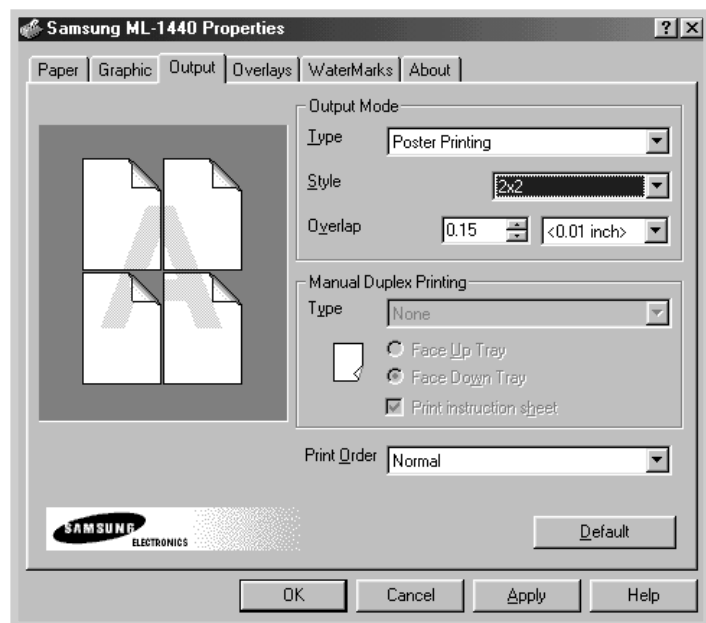 Samsung ML-1440 Properties
Paper Graphic Output Overlays WaterMarks About
Output Mode
Type Poster Printing
Style 2x2
Overlap 0.15 <0.01 inch>
Manual Duplex Printing
Type None
Face Up Tray
Face Down Tray
Print instruction sheet
Print Order Normal
A
SAMSUNG
ELECTRONICS
Default
OK Cancel Apply Help